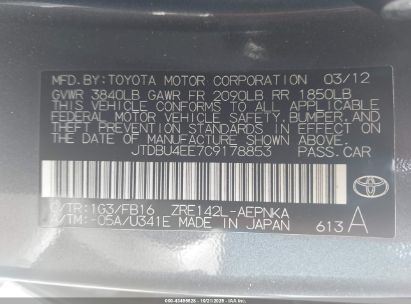 MFD.BY:TOYOTA MOTOR CORPORATION 03/12
GVWR 3840LB GAWR FR 2090LB RR 1850LB
THIS VEHICLE CONFORMS TO ALL APPLICABLE
FEDERAL MOTOR VEHICLE SAFETY, BUMPER, AND
THEFT PREVENTION STANDARDS IN EFFECT ON
THE DATE OF MANUFACTURE SHOWN ABOVE.
JTDBU4EE7C9178853 PASS.CAR
C/TR:1G3/FB16 ZRE142L-AEPNKA
A/TM:-05A/U341E MADE IN JAPAN 613A
TOYOTA